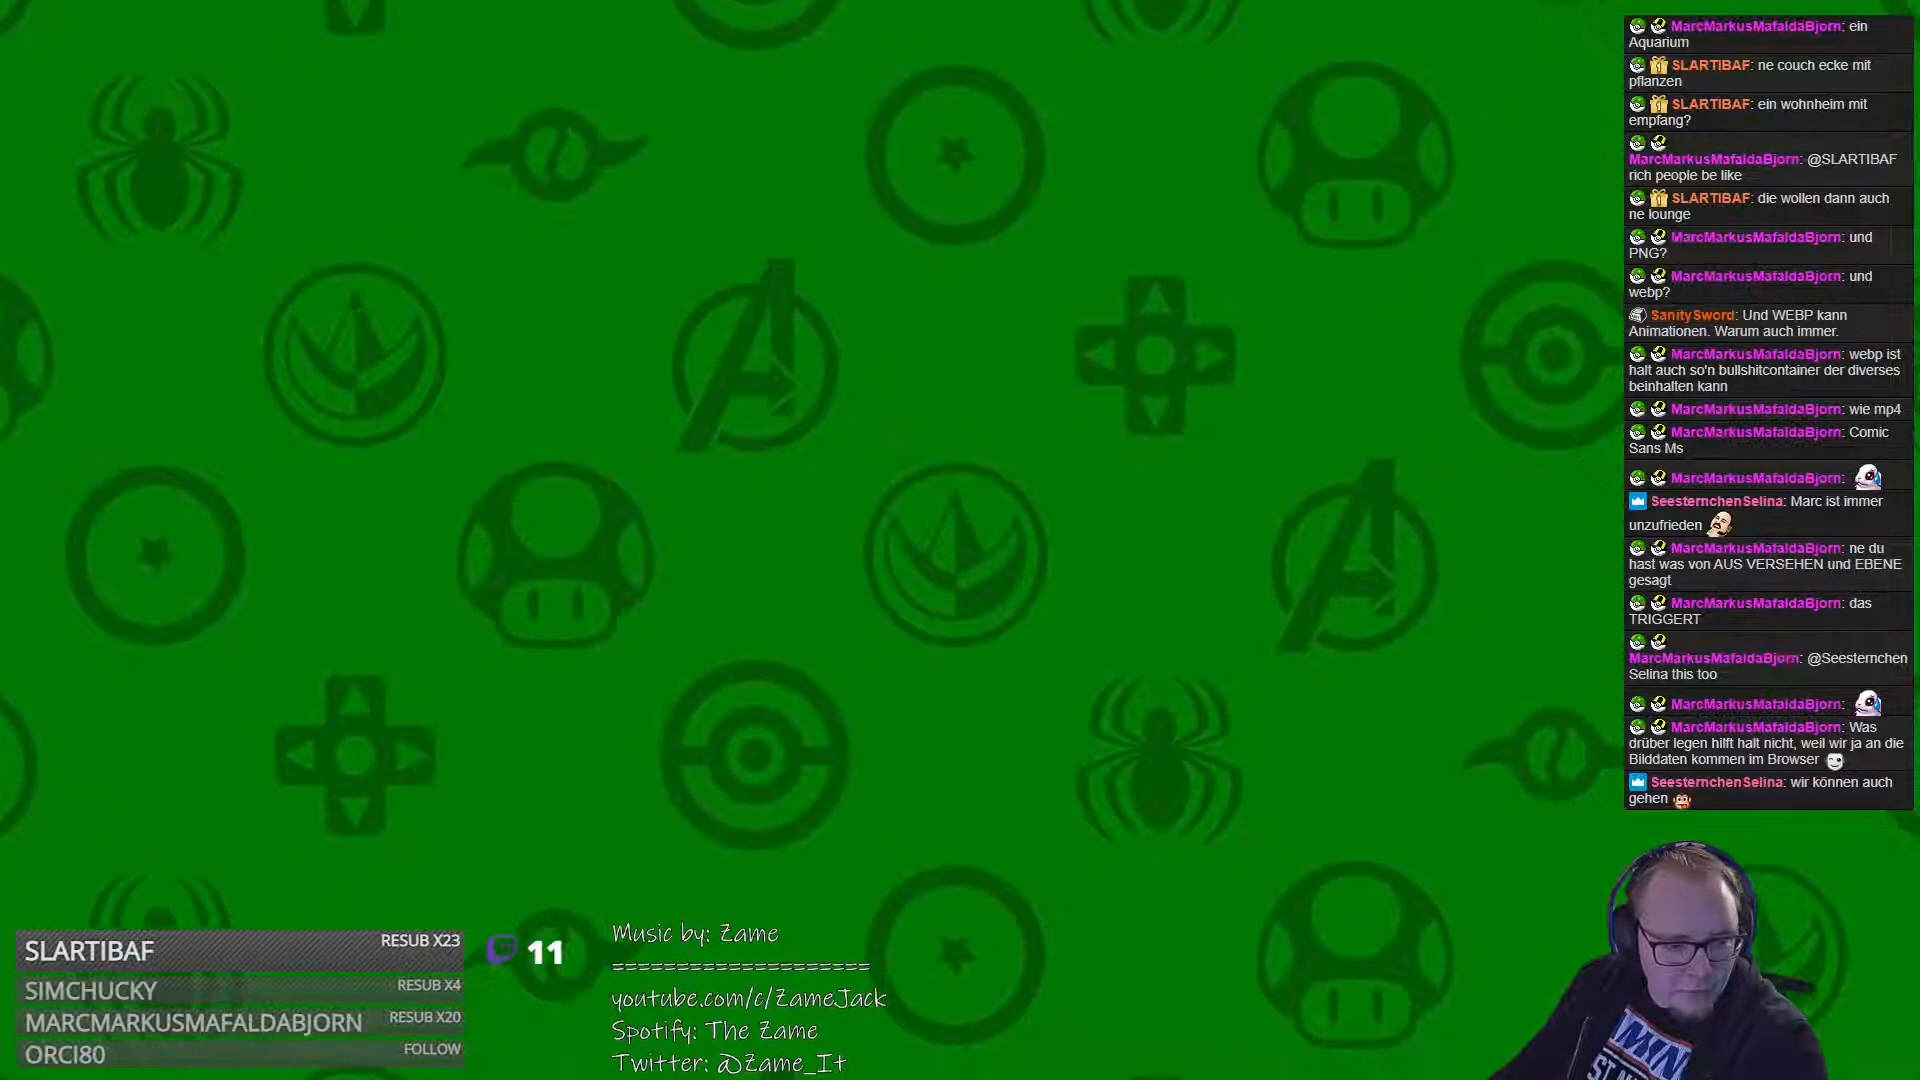 MarcMarkusMafaldaBjorn: ein
Aquarium
SLARTIBAF: ne couch ecke mit
pflanzen
SLARTIBAF: ein wohnheim mit
empfang?
MarcMarkusMafaldaBjorn: @SLARTIBAF
rich people be like
SLARTIBAF: die wollen dann auch
ne lounge
MarcMarkusMafaldaBjorn: und
PNG?
MarcMarkusMafaldaBjorn: und
webp?
SanitySword: Und WEBP kann
Animationen. Warum auch immer.
MarcMarkusMafaldaBjorn: webp ist
halt auch so'n bullshitcontainer der diverses
beinhalten kann
MarcMarkusMafaldaBjorn: wie mp4
MarcMarkusMafaldaBjorn: Comic
Sans Ms
MarcMarkusMafaldaBjorn:
SeesternchenSelina: Marc ist immer
unzufrieden
MarcMarkusMafaldaBjorn: ne du
hast was von AUS VERSEHEN und EBENE
gesagt
MarcMarkusMafaldaBjorn: das
TRIGGERT
MarcMarkusMafaldaBjorn: @Seesternchen
Selina this too
MarcMarkusMafaldaBjorn:
MarcMarkusMafaldaBjorn: Was
drüber legen hilft halt nicht, weil wir ja an die
Bilddaten kommen im Browser
SeesternchenSelina: wir können auch
gehen
SLARTIBAF RESUB X23
SIMCHUCKY RESUB X4
MARCMARKUSMAFALDABJORN RESUB X20
ORCI80 FOLLOW
11
Music by: Zame
====================
youtube.com/c/ZameJack
Spotify: The Zame
Twitter: @Zame_It